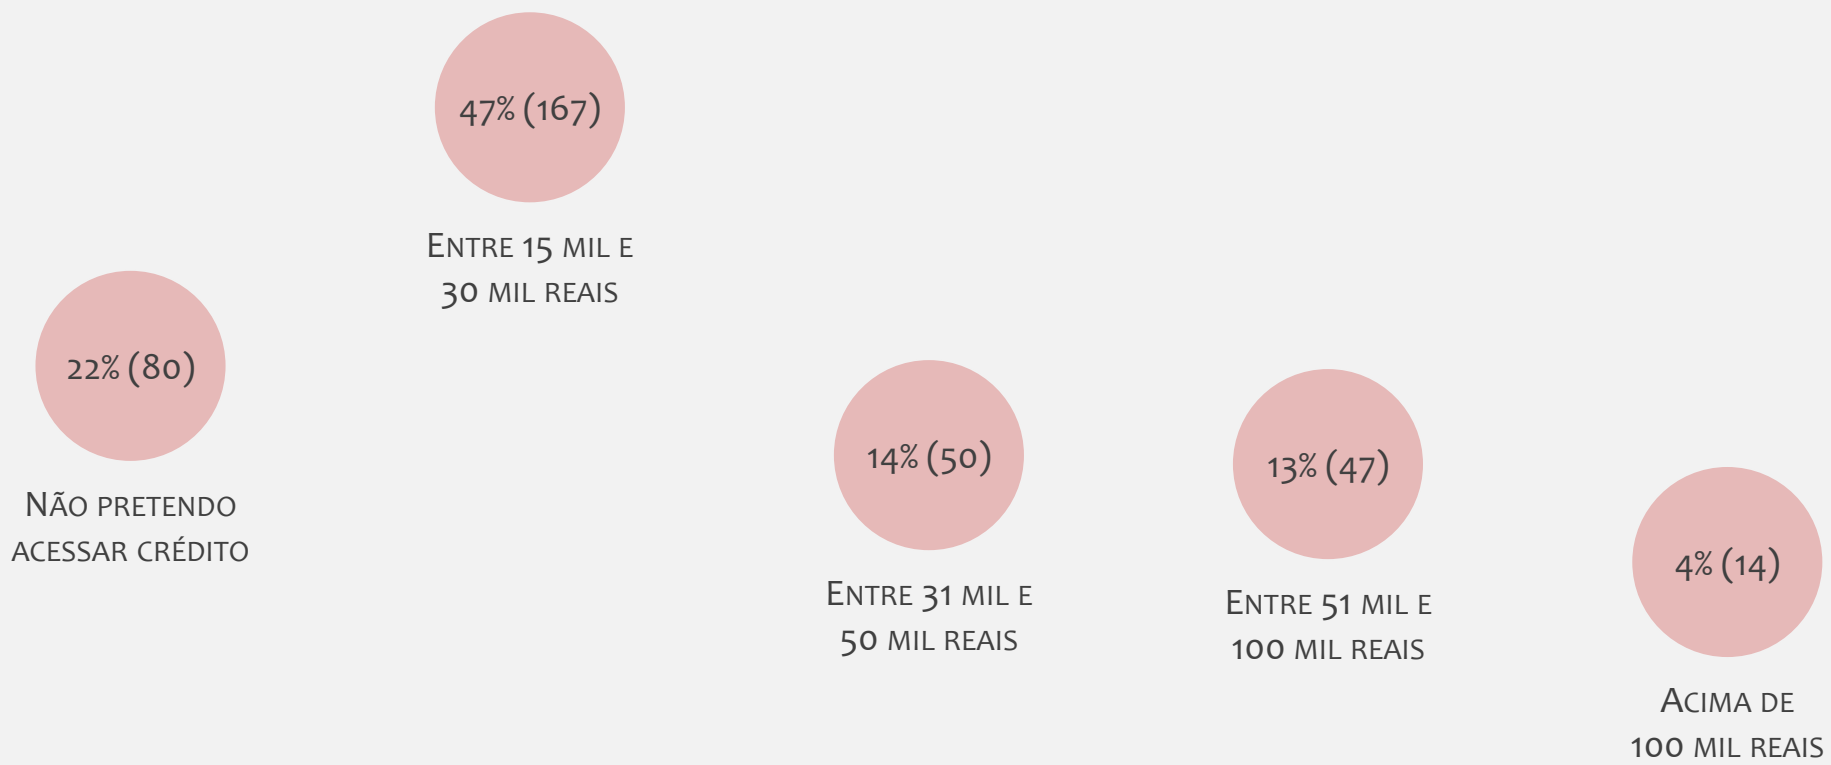 22% (80)
Não pretendo
acessar crédito
47% (167)
Entre 15 mil e
30 mil reais
14% (50)
Entre 31 mil e
50 mil reais
13% (47)
Entre 51 mil e
100 mil reais
4% (14)
Acima de
100 mil reais